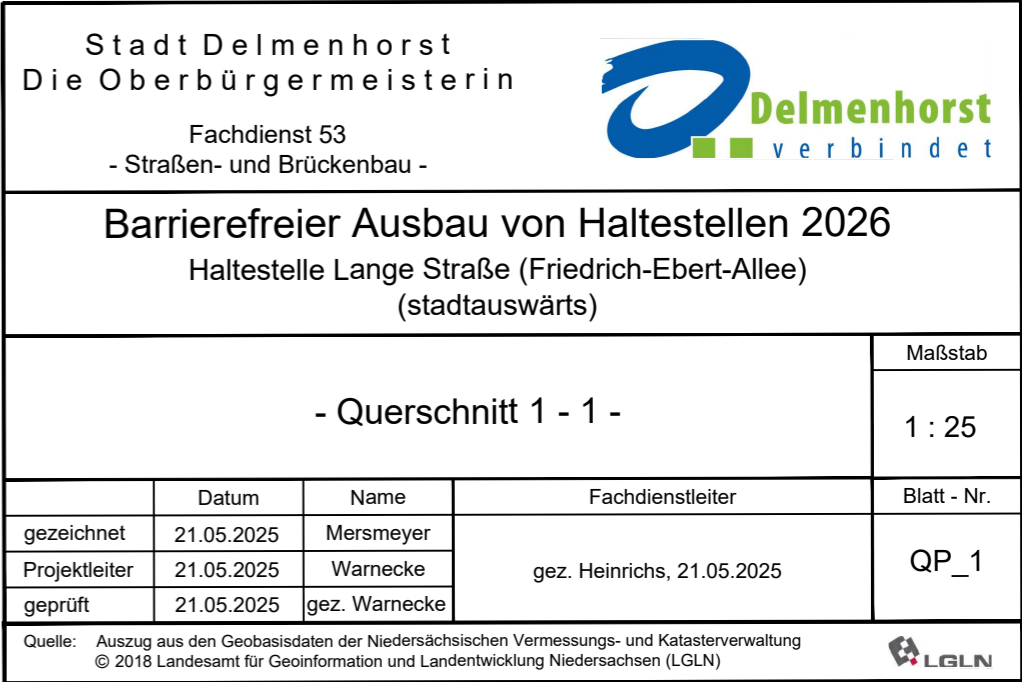 Stadt Delmenhorst
Die Oberbürgermeisterin
Fachdienst 53
- Straßen- und Brückenbau -
Delmenhorst
verbindet
Barrierefreier Ausbau von Haltestellen 2026
Haltestelle Lange Straße (Friedrich-Ebert-Allee)
(stadtauswärts)
- Querschnitt 1 - 1 -
Maßstab
1 : 25
Datum Name Fachdienstleiter Blatt - Nr.
gezeichnet 21.05.2025 Mersmeyer
Projektleiter 21.05.2025 Warnecke
geprüft 21.05.2025 gez. Warnecke
gez. Heinrichs, 21.05.2025
QP_1
Quelle: Auszug aus den Geobasisdaten der Niedersächsischen Vermessungs- und Katasterverwaltung
© 2018 Landesamt für Geoinformation und Landentwicklung Niedersachsen (LGLN)
LGLN